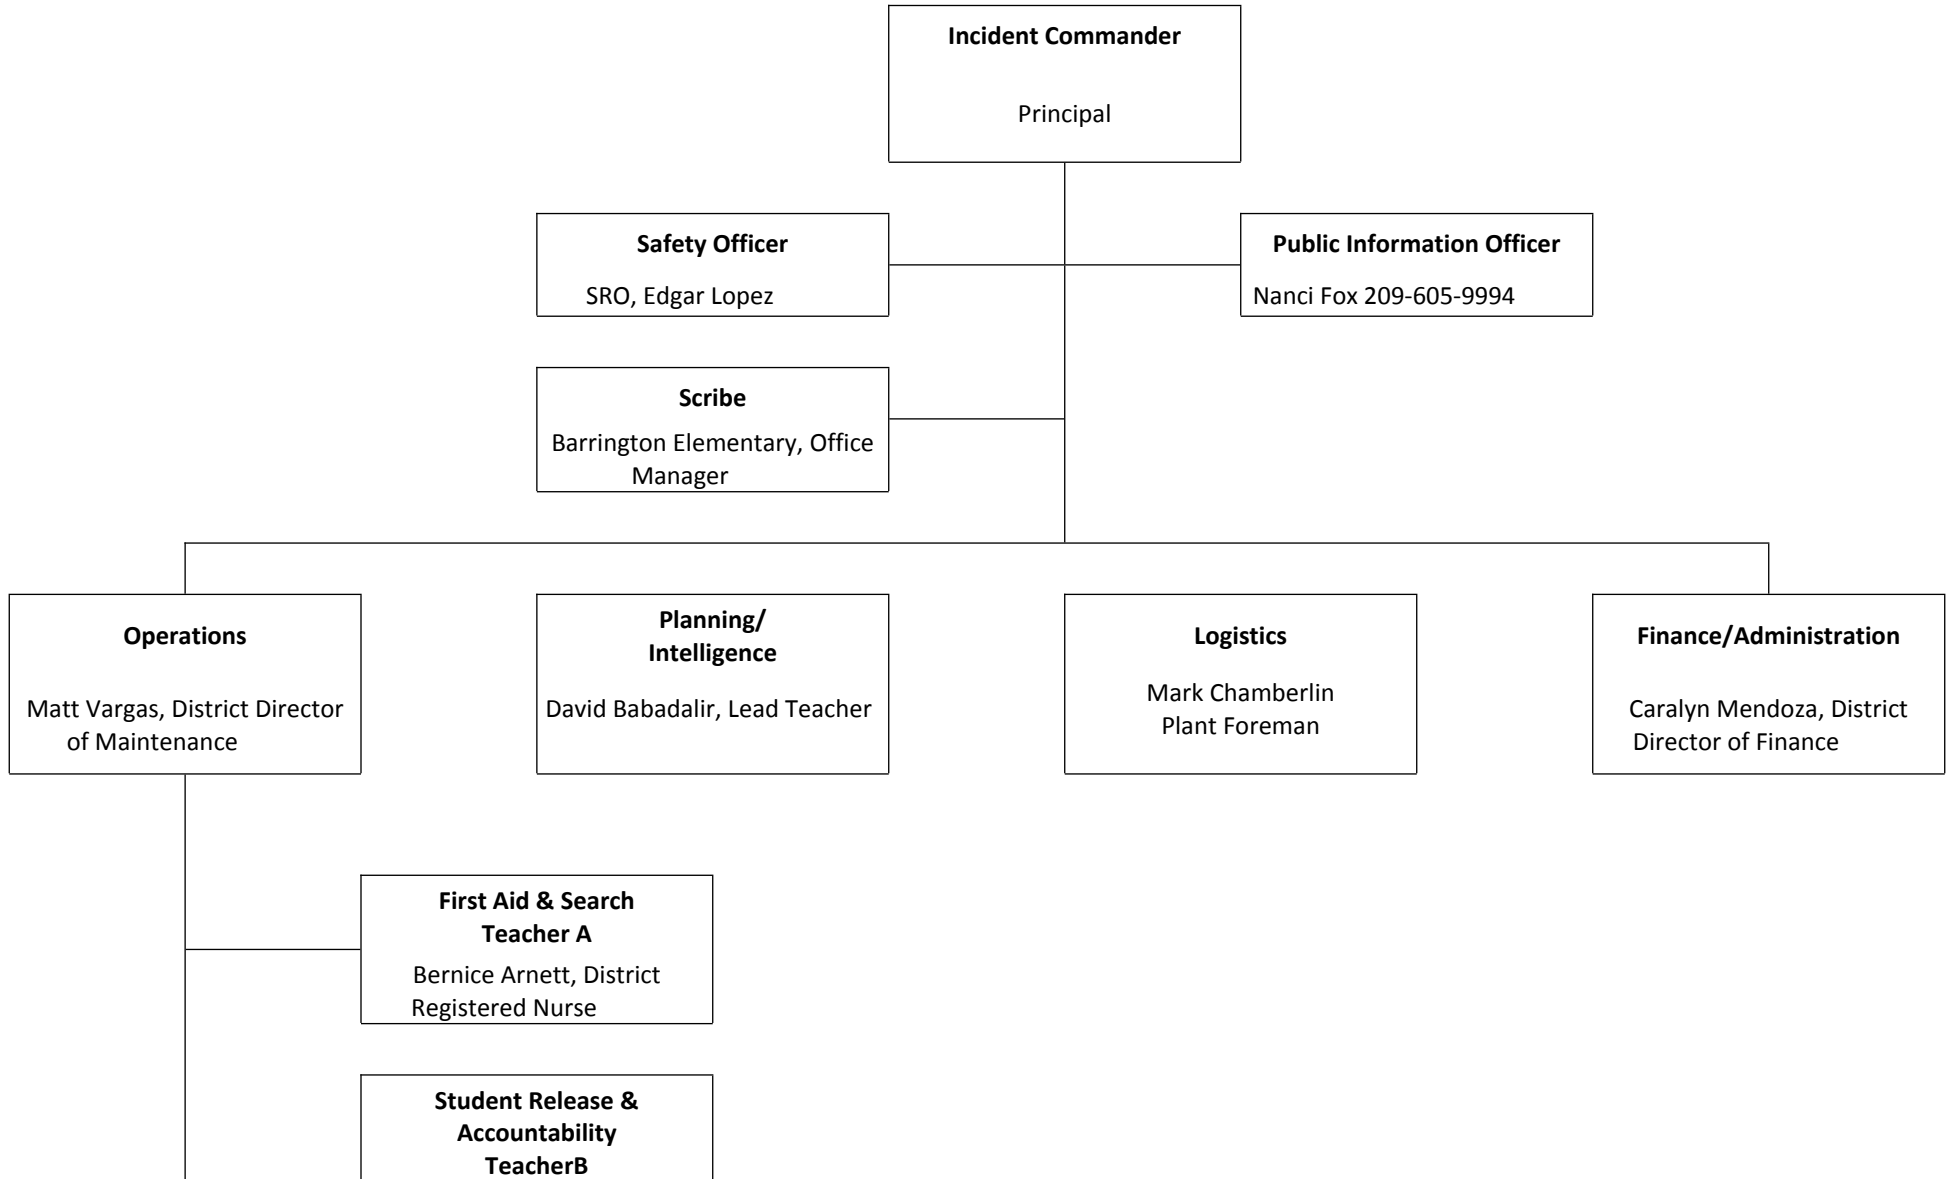 Incident Commander
Principal
Safety Officer
SRO, Edgar Lopez
Public Information Officer
Nanci Fox 209-605-9994
Scribe
Barrington Elementary, Office
Manager
Operations
Matt Vargas, District Director
of Maintenance
Planning/
Intelligence
David Babadalir, Lead Teacher
Logistics
Mark Chamberlin
Plant Foreman
Finance/Administration
Caralyn Mendoza, District
Director of Finance
First Aid & Search
Teacher A
Bernice Arnett, District
Registered Nurse
Student Release &
Accountability
TeacherB